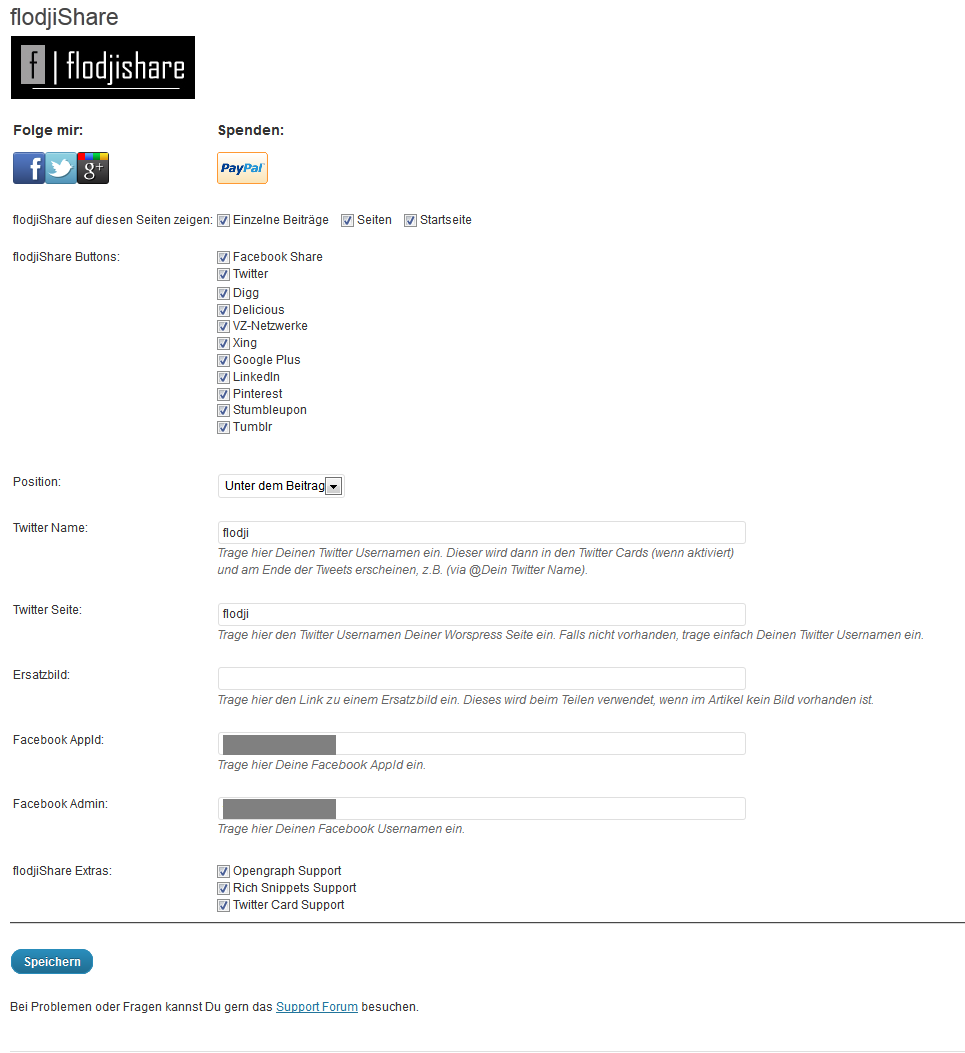 flodjiShare
f | flodjishare
Folge mir: Spenden:
f g+ PayPal
flodjiShare auf diesen Seiten zeigen: Einzelne Beiträge Seiten Startseite
flodjiShare Buttons: Facebook Share
Twitter
Digg
Delicious
VZ-Netzwerke
Xing
Google Plus
LinkedIn
Pinterest
Stumbleupon
Tumblr
Position: Unter dem Beitrag
Twitter Name: flodji
Trage hier Deinen Twitter Usernamen ein. Dieser wird dann in den Twitter Cards (wenn aktiviert)
und am Ende der Tweets erscheinen, z.B. (via @Dein Twitter Name).
Twitter Seite: flodji
Trage hier den Twitter Usernamen Deiner Worspress Seite ein. Falls nicht vorhanden, trage einfach Deinen Twitter Usernamen ein.
Ersatzbild:
Trage hier den Link zu einem Ersatzbild ein. Dieses wird beim Teilen verwendet, wenn im Artikel kein Bild vorhanden ist.
Facebook AppId:
Trage hier Deine Facebook AppId ein.
Facebook Admin:
Trage hier Deinen Facebook Usernamen ein.
flodjiShare Extras: Opengraph Support
Rich Snippets Support
Twitter Card Support
Speichern
Bei Problemen oder Fragen kannst Du gern das Support Forum besuchen.